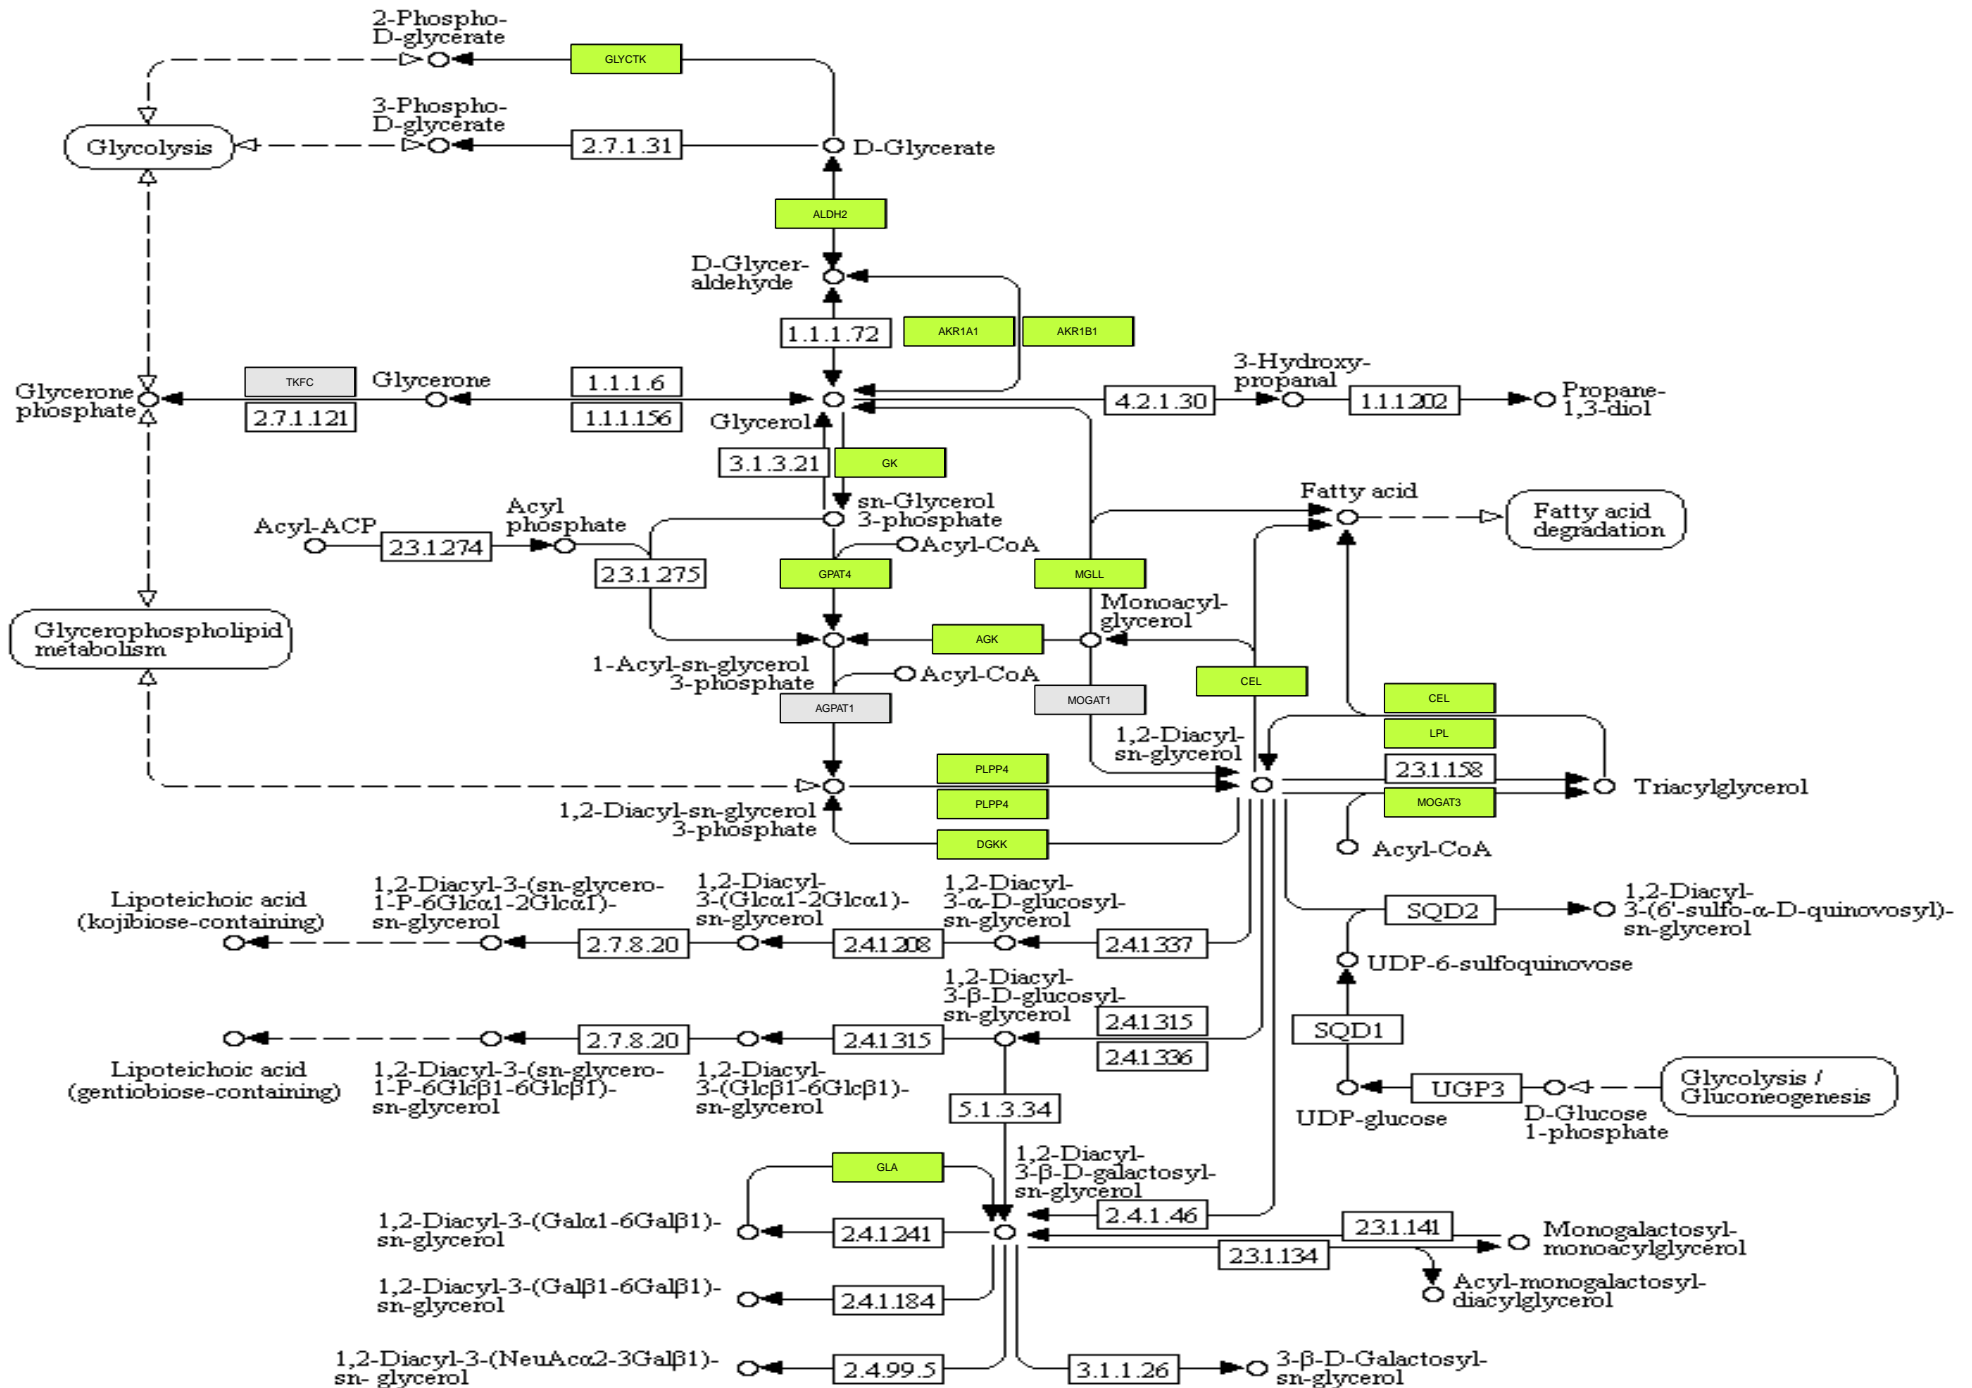 2-Phospho-
D-glycerate
GLYCTK
3-Phospho-
D-glycerate
Glycolysis
2.7.1.31
D-Glycerate
ALDH2
D-Glycer-
aldehyde
1.1.1.72
AKR1A1
AKR1B1
3-Hydroxy-
propanal
Glycerone
phosphate
TKFC
2.7.1.121
Glycerone
1.1.1.6
1.1.1.156
Glycerol
4.2.1.30
1.1.1.202
Propane-
1,3-diol
3.1.3.21
GK
sn-Glycerol
3-phosphate
Fatty acid
Fatty acid
degradation
Acyl-ACP
2.3.1.274
Acyl
phosphate
2.3.1.275
Acyl-CoA
GPAT4
MGLL
Monoacyl-
glycerol
Glycerophospholipid
metabolism
AGK
1-Acyl-sn-glycerol
3-phosphate
Acyl-CoA
CEL
AGPAT1
MOGAT1
CEL
LPL
1,2-Diacyl-
sn-glycerol
2.3.1.158
PLPP4
PLPP4
MOGAT3
Triacylglycerol
1,2-Diacyl-sn-glycerol
3-phosphate
DGKK
Acyl-CoA
Lipoteichoic acid
(kojibiose-containing)
1,2-Diacyl-3-(sn-glycero-
1-P-6Glcα1-2Glcα1)-
sn-glycerol
1,2-Diacyl-
3-(Glcα1-2Glcα1)-
sn-glycerol
1,2-Diacyl-
3-α-D-glucosyl-
sn-glycerol
SQD2
1,2-Diacyl-
3-(6'-sulfo-α-D-quinovosyl)-
sn-glycerol
2.7.8.20
2.4.1.208
2.4.1.337
UDP-6-sulfoquinovose
1,2-Diacyl-
3-β-D-glucosyl-
sn-glycerol
2.7.8.20
2.4.1.315
2.4.1.315
2.4.1.336
SQD1
Lipoteichoic acid
(gentiobiose-containing)
1,2-Diacyl-3-(sn-glycero-
1-P-6Glcβ1-6Glcβ1)-
sn-glycerol
1,2-Diacyl-
3-(Glcβ1-6Glcβ1)-
sn-glycerol
5.1.3.34
UDP-glucose
UGP3
D-Glucose
1-phosphate
Glycolysis /
Gluconeogenesis
GLA
1,2-Diacyl-
3-β-D-galactosyl-
sn-glycerol
1,2-Diacyl-3-(Galα1-6Galβ1)-
sn-glycerol
2.4.1.241
2.4.1.46
2.3.1.141
2.3.1.134
Monogalactosyl-
monoacylglycerol
1,2-Diacyl-3-(Galβ1-6Galβ1)-
sn-glycerol
2.4.1.184
Acyl-monogalactosyl-
diacylglycerol
1,2-Diacyl-3-(NeuAcα2-3Galβ1)-
sn- glycerol
2.4.99.5
3.1.1.26
3-β-D-Galactosyl-
sn-glycerol